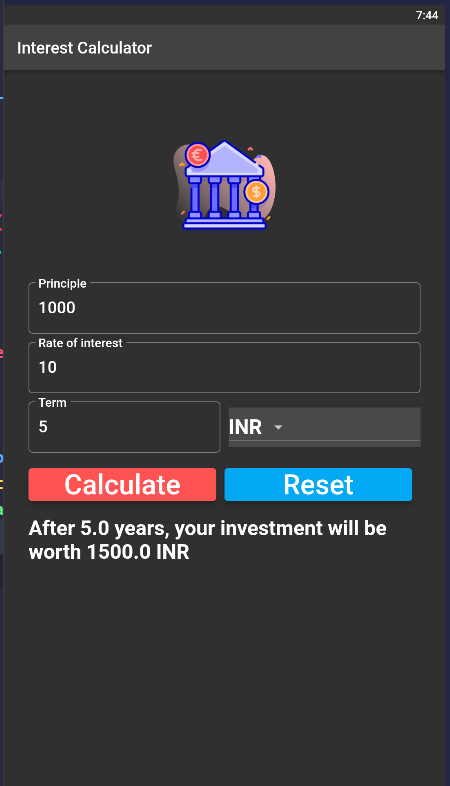 7:44
Interest Calculator
€
$
Principle
1000
Rate of interest
10
Term
5
INR
Calculate
Reset
After 5.0 years, your investment will be
worth 1500.0 INR